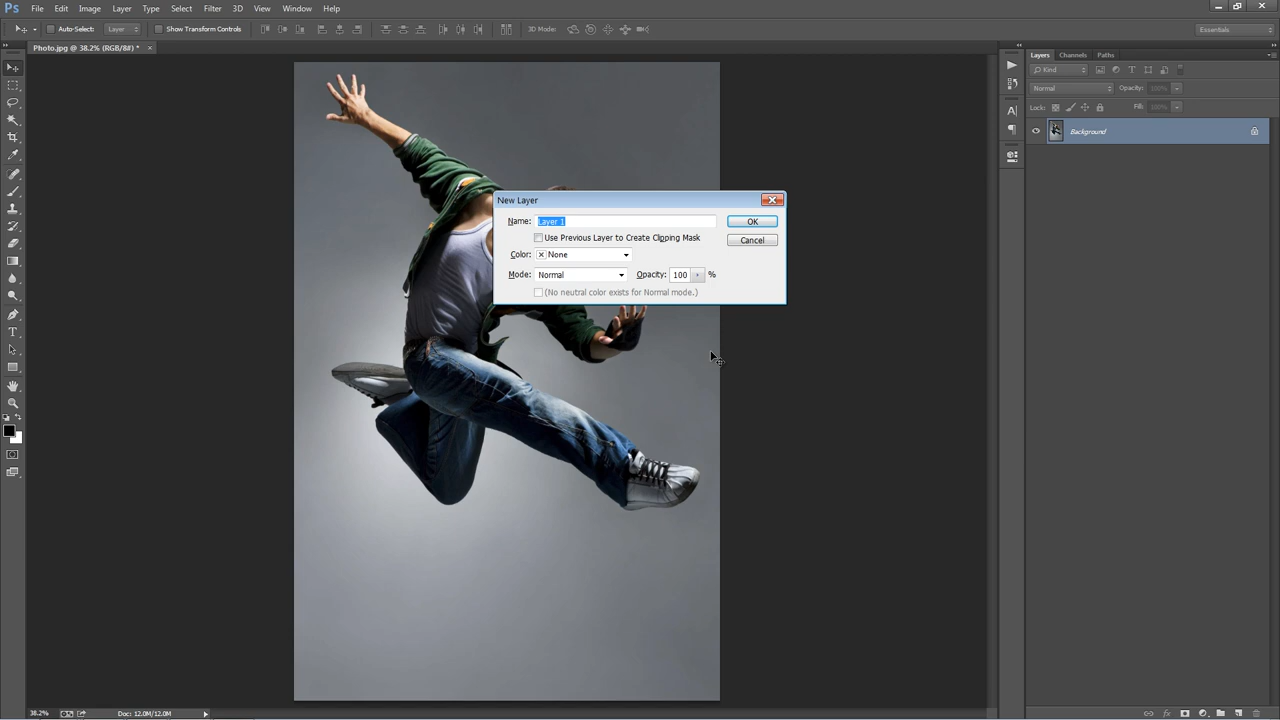 Ps File Edit Image Layer Type Select Filter 3D View Window Help
Auto-Select: Layer Show Transform Controls 3D Mode: Essentials
Photo.jpg @ 38.2% (RGB/8#) * ×
Layers Channels Paths
Kind
Normal Opacity: 100%
Lock: Fill: 100%
Background
New Layer
Name: Layer 1 OK
Use Previous Layer to Create Clipping Mask Cancel
Color: None
Mode: Normal Opacity: 100 %
(No neutral color exists for Normal mode.)
38.2% Doc: 12.0M/12.0M